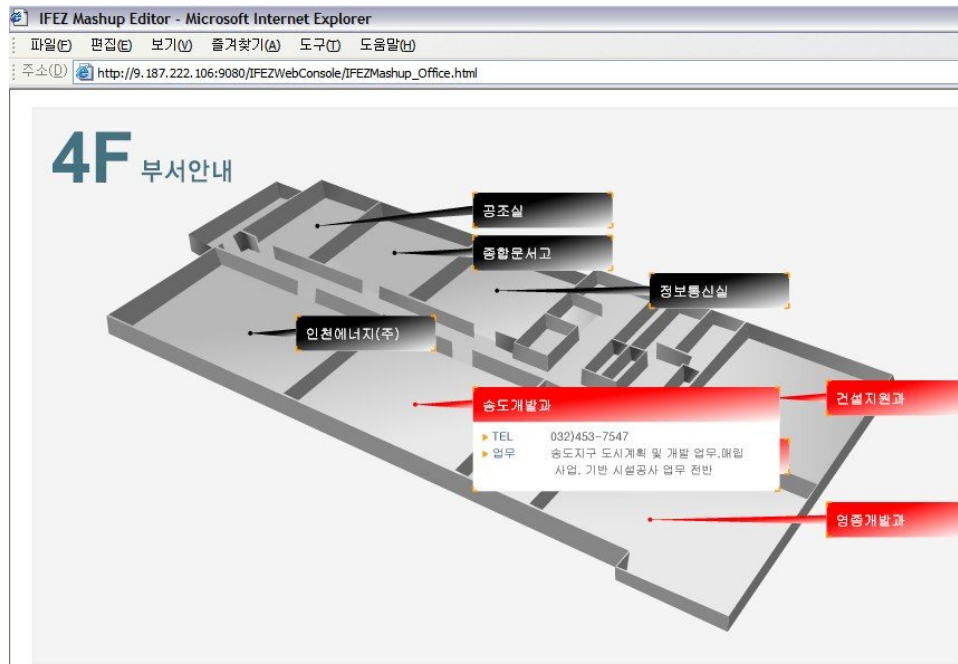 IFEZ Mashup Editor - Microsoft Internet Explorer
파일(F) 편집(E) 보기(V) 즐겨찾기(A) 도구(T) 도움말(H)
주소(D) http://9.187.222.106:9080/IFEZWebConsole/IFEZMashup_Office.html
4F 부서안내
공조실
종합문서고
정보통신실
인천에너지(주)
건설지원과
송도개발과
TEL 032)453-7547
업무 송도지구 도시계획 및 개발 업무,매립
사업, 기반 시설공사 업무 전반
영종개발과